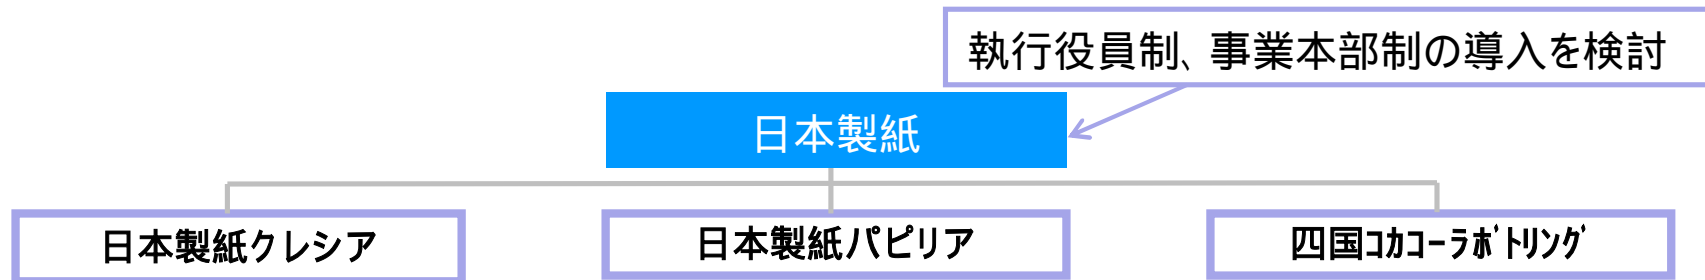 執行役員制、事業本部制の導入を検討
日本製紙
日本製紙クレシア
日本製紙パピリア
四国ｺｶｺｰﾗﾎﾞﾄﾘﾝｸﾞ